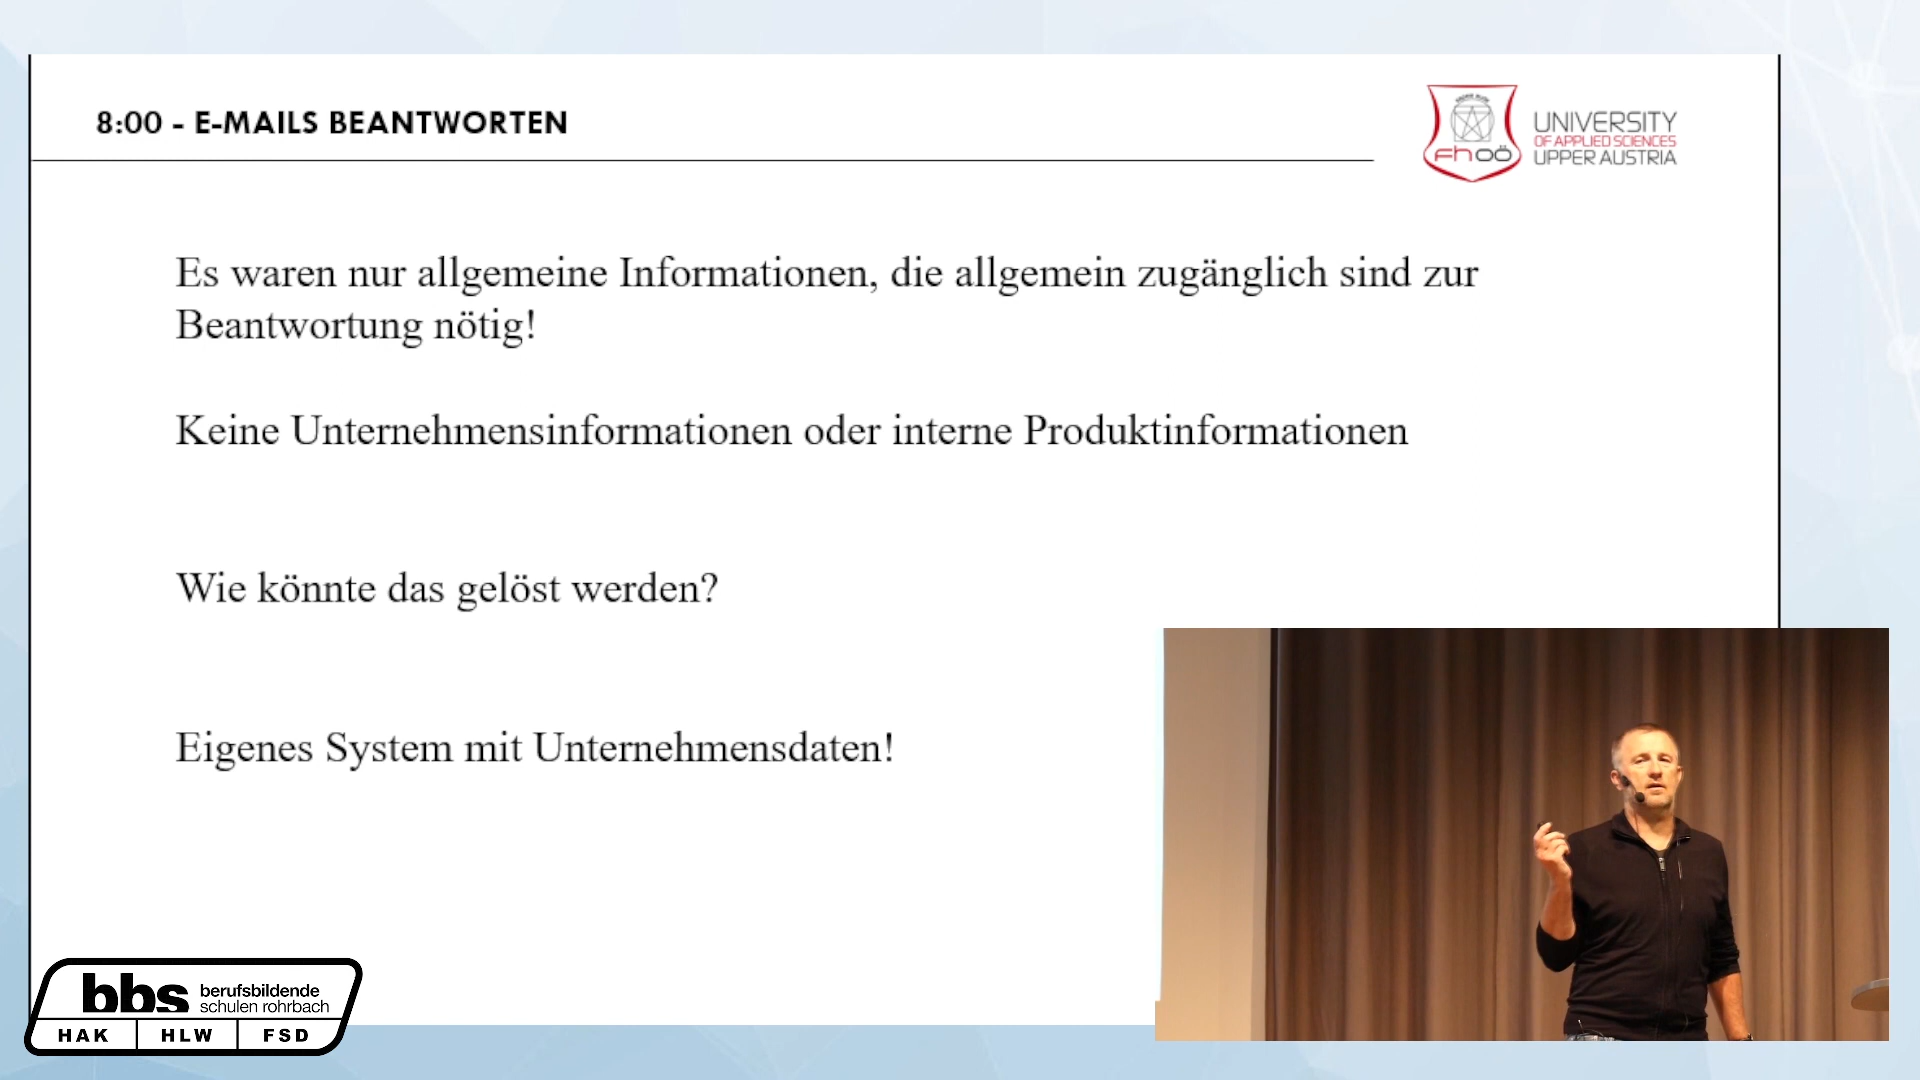 8:00 - E-MAILS BEANTWORTEN
fhoö
UNIVERSITY
OF APPLIED SCIENCES
UPPER AUSTRIA
Es waren nur allgemeine Informationen, die allgemein zugänglich sind zur
Beantwortung nötig!
Keine Unternehmensinformationen oder interne Produktinformationen
Wie könnte das gelöst werden?
Eigenes System mit Unternehmensdaten!
bbs berufsbildende
schulen rohrbach
HAK HLW FSD